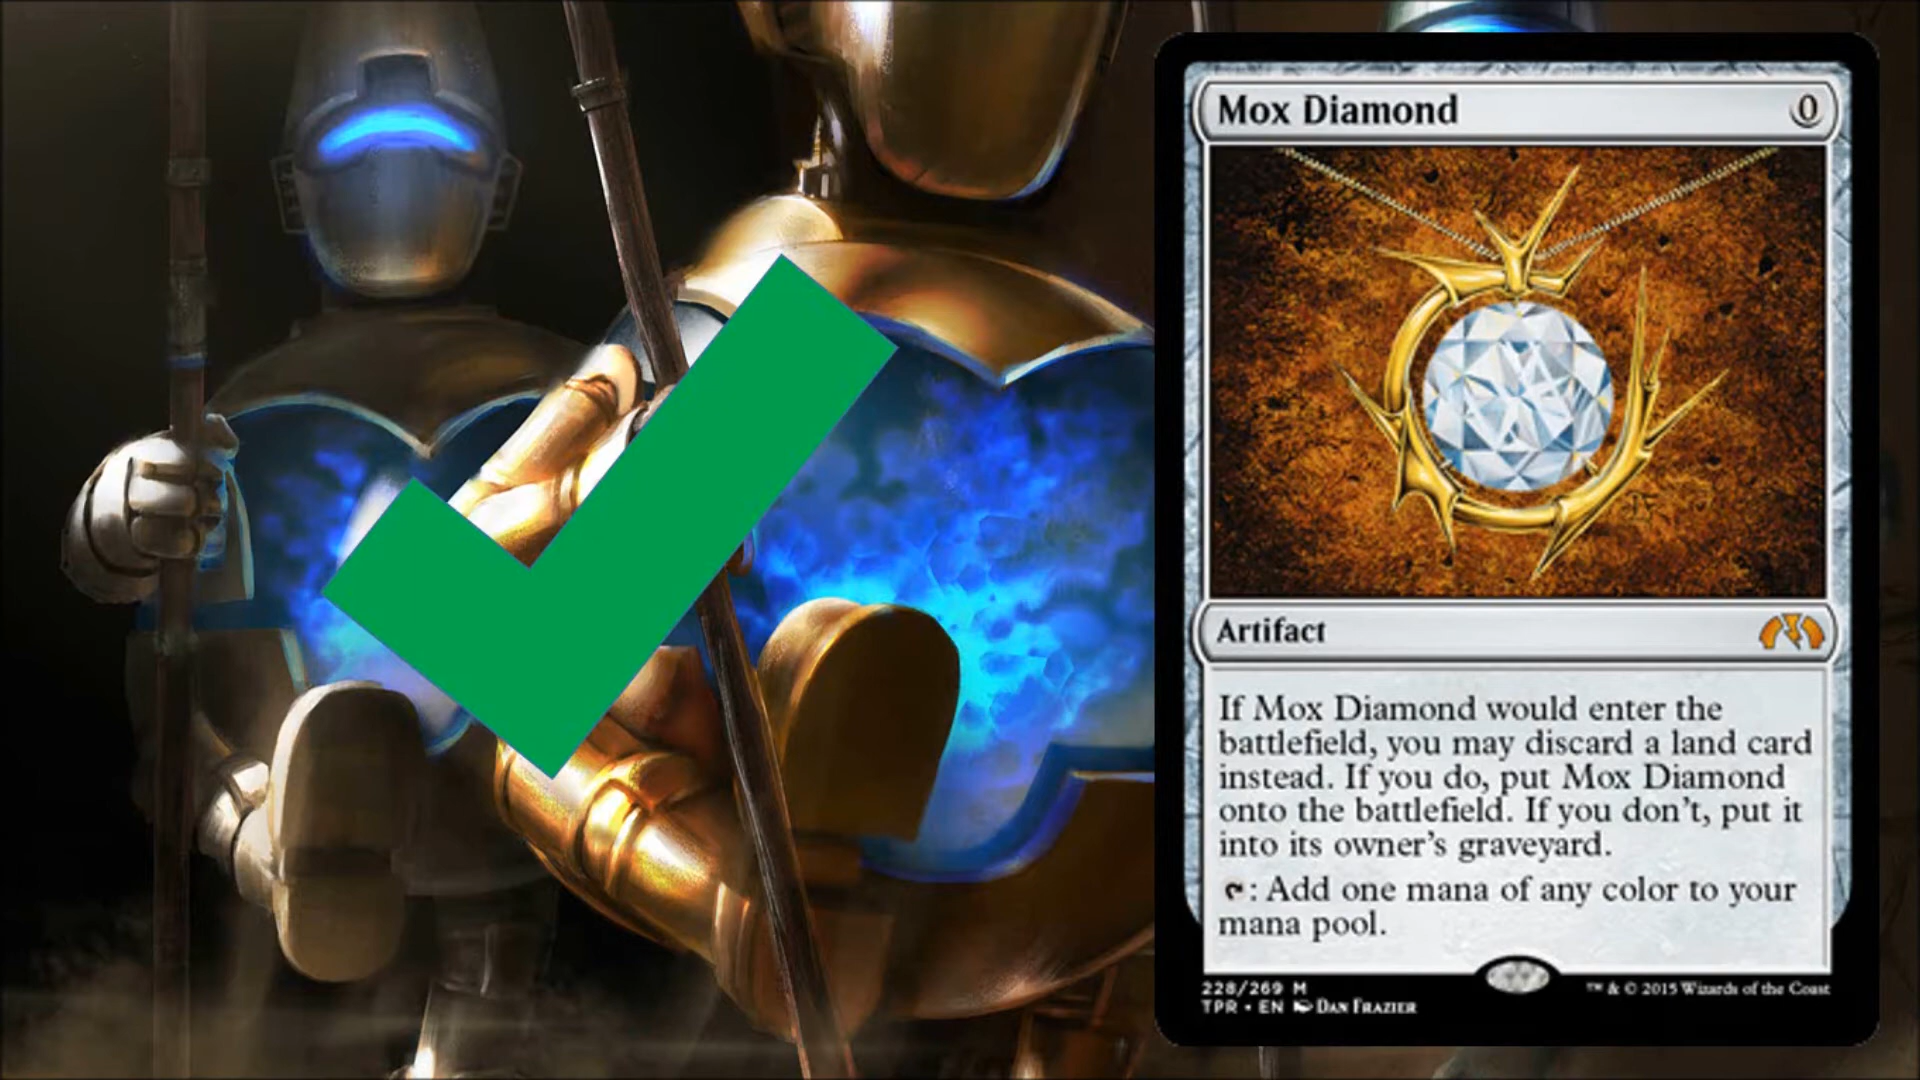 Mox Diamond 0
Artifact
If Mox Diamond would enter the
battlefield, you may discard a land card
instead. If you do, put Mox Diamond
onto the battlefield. If you don't, put it
into its owner's graveyard.
: Add one mana of any color to your
mana pool.
228/269 M
TPR • EN DAN FRAZIER
™ & © 2015 Wizards of the Coast